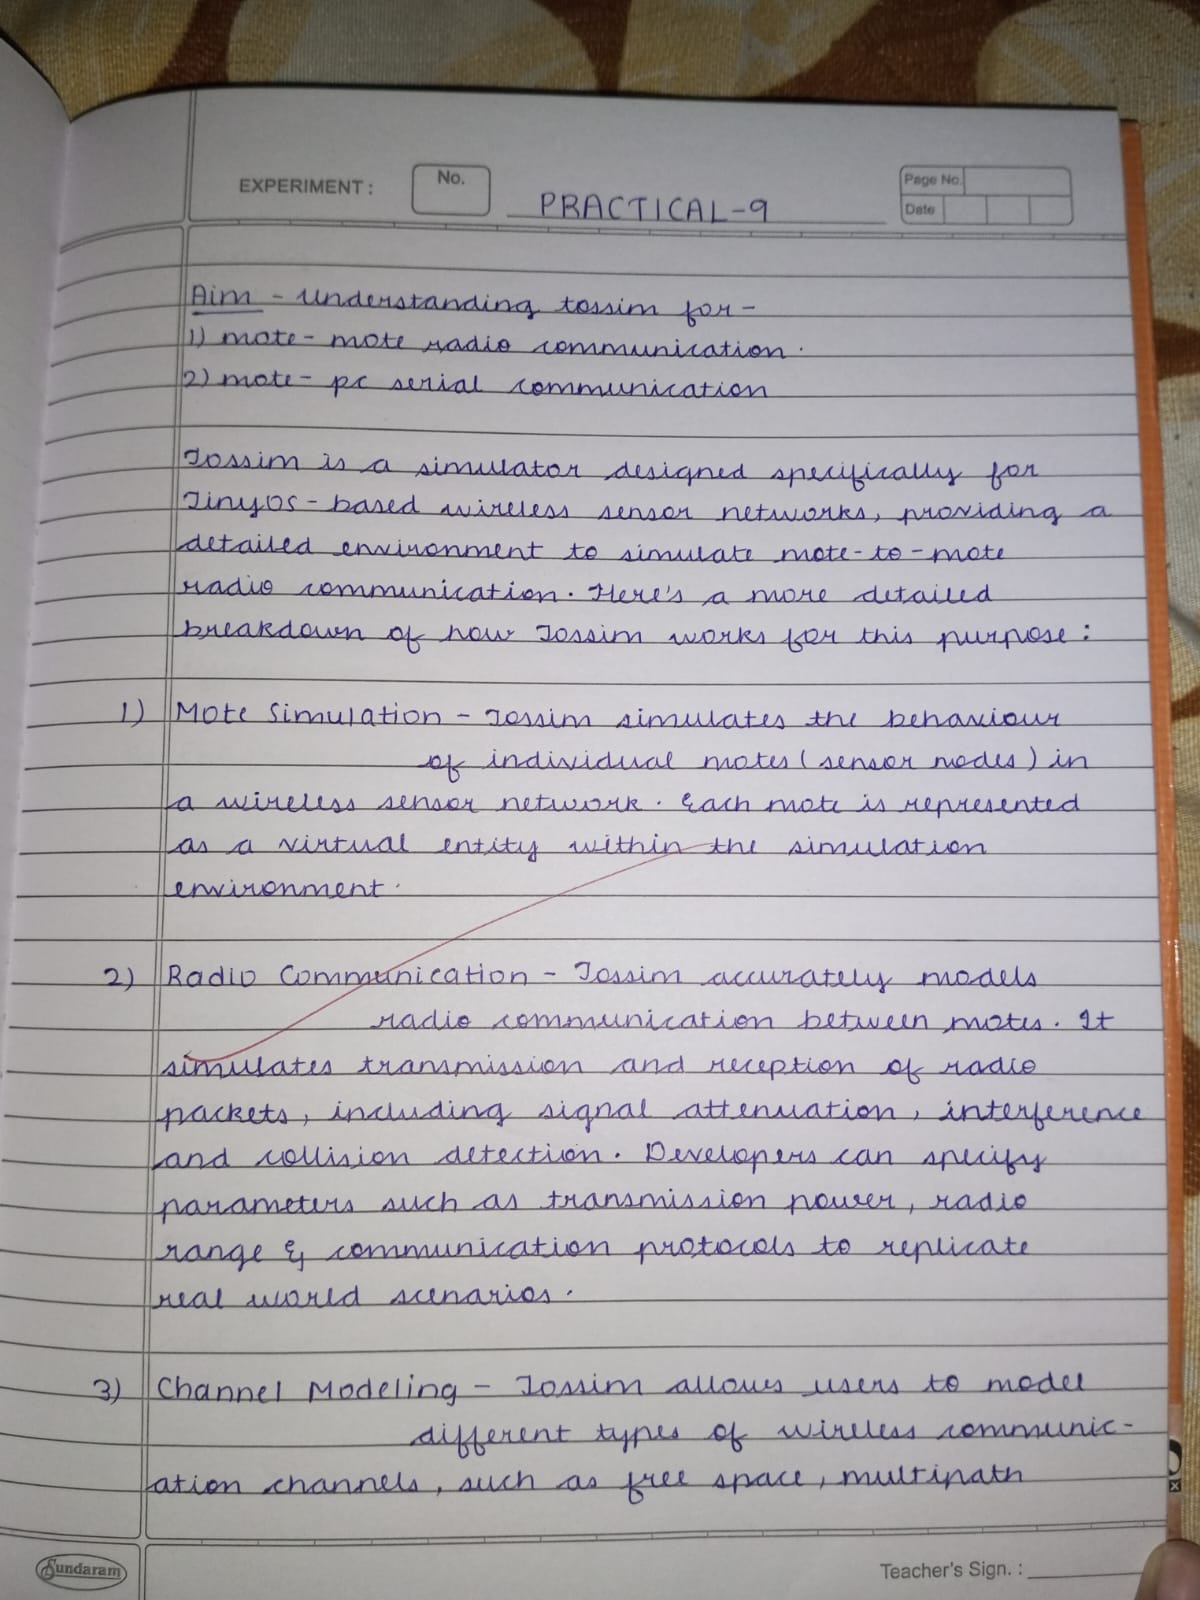 EXPERIMENT :
No.
PRACTICAL-9
Page No.
Date
Aim - understanding tossim for -
1) mote - mote radio communication.
2) mote - pc serial communication
Tossim is a simulator designed specifically for
TinyOS - based wireless sensor networks, providing a
detailed environment to simulate mote-to-mote
radio communication. Here's a more detailed
breakdown of how Tossim works for this purpose :
1) Mote Simulation - Tossim simulates the behaviour
of individual motes ( sensor nodes ) in
a wireless sensor network. Each mote is represented
as a virtual entity within the simulation
environment.
2) Radio Communication - Tossim accurately models
radio communication between motes. It
simulates transmission and reception of radio
packets, including signal attenuation, interference
and collision detection. Developers can specify
parameters such as transmission power, radio
range & communication protocols to replicate
real world scenarios.
3) Channel Modeling - Tossim allows users to model
different types of wireless communic-
ation channels, such as free space, multipath
Sundaram
Teacher's Sign. :